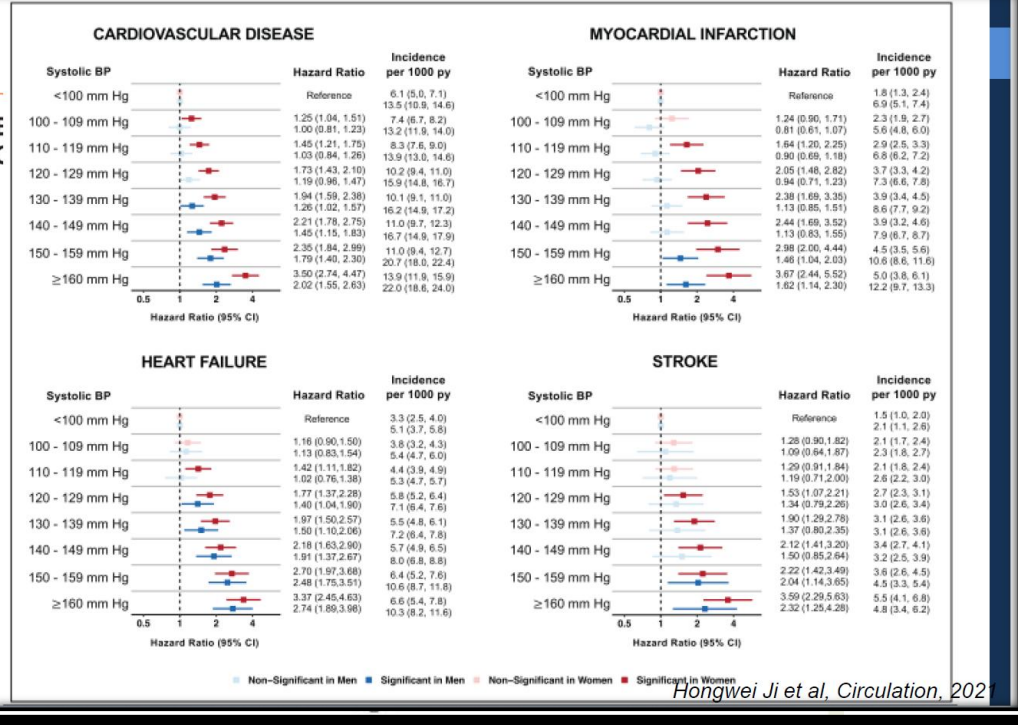 CARDIOVASCULAR DISEASE
Systolic BP Hazard Ratio Incidence per 1000 py
<100 mm Hg Reference 6.1 (5.0, 7.1)
13.5 (10.9, 14.6)
100 - 109 mm Hg 1.25 (1.04, 1.51) 7.4 (6.7, 8.2)
1.00 (0.81, 1.23) 13.2 (11.9, 14.0)
110 - 119 mm Hg 1.45 (1.21, 1.75) 8.3 (7.6, 9.0)
1.03 (0.84, 1.26) 13.9 (13.0, 14.6)
120 - 129 mm Hg 1.73 (1.43, 2.10) 10.2 (9.4, 11.0)
1.19 (0.96, 1.47) 15.9 (14.8, 16.7)
130 - 139 mm Hg 1.94 (1.59, 2.38) 10.1 (9.1, 11.0)
1.26 (1.02, 1.57) 16.2 (14.9, 17.2)
140 - 149 mm Hg 2.21 (1.78, 2.75) 11.0 (9.7, 12.3)
1.45 (1.15, 1.83) 16.7 (14.9, 17.9)
150 - 159 mm Hg 2.35 (1.84, 2.99) 11.0 (9.4, 12.7)
1.79 (1.40, 2.30) 20.7 (18.0, 22.4)
≥160 mm Hg 3.50 (2.74, 4.47) 13.9 (11.9, 15.9)
2.02 (1.55, 2.63) 22.0 (18.6, 24.0)
0.5 1 2 4
Hazard Ratio (95% CI)
MYOCARDIAL INFARCTION
Systolic BP Hazard Ratio Incidence per 1000 py
<100 mm Hg Reference 1.8 (1.3, 2.4)
6.9 (5.1, 7.4)
100 - 109 mm Hg 1.24 (0.90, 1.71) 2.3 (1.9, 2.7)
0.81 (0.61, 1.07) 5.6 (4.8, 6.0)
110 - 119 mm Hg 1.64 (1.20, 2.25) 2.9 (2.5, 3.3)
0.90 (0.69, 1.18) 6.8 (6.2, 7.2)
120 - 129 mm Hg 2.05 (1.48, 2.82) 3.7 (3.3, 4.2)
0.94 (0.71, 1.23) 7.3 (6.6, 7.8)
130 - 139 mm Hg 2.38 (1.69, 3.35) 3.9 (3.4, 4.5)
1.13 (0.85, 1.51) 8.6 (7.7, 9.2)
140 - 149 mm Hg 2.44 (1.69, 3.52) 3.9 (3.2, 4.6)
1.13 (0.83, 1.55) 7.9 (6.7, 8.7)
150 - 159 mm Hg 2.98 (2.00, 4.44) 4.5 (3.5, 5.6)
1.46 (1.04, 2.03) 10.6 (8.6, 11.6)
≥160 mm Hg 3.67 (2.44, 5.52) 5.0 (3.8, 6.1)
1.62 (1.14, 2.30) 12.2 (9.7, 13.3)
0.5 1 2 4
Hazard Ratio (95% CI)
HEART FAILURE
Systolic BP Hazard Ratio Incidence per 1000 py
<100 mm Hg Reference 3.3 (2.5, 4.0)
5.1 (3.7, 5.8)
100 - 109 mm Hg 1.16 (0.90,1.50) 3.8 (3.2, 4.3)
1.13 (0.83,1.54) 5.4 (4.7, 6.0)
110 - 119 mm Hg 1.42 (1.11,1.82) 4.4 (3.9, 4.9)
1.02 (0.76,1.38) 5.3 (4.7, 5.7)
120 - 129 mm Hg 1.77 (1.37,2.28) 5.8 (5.2, 6.4)
1.40 (1.04,1.90) 7.1 (6.4, 7.6)
130 - 139 mm Hg 1.97 (1.50,2.57) 5.5 (4.8, 6.1)
1.50 (1.10,2.06) 7.2 (6.4, 7.8)
140 - 149 mm Hg 2.18 (1.63,2.90) 5.7 (4.9, 6.5)
1.91 (1.37,2.67) 8.0 (6.8, 8.8)
150 - 159 mm Hg 2.70 (1.97,3.68) 6.4 (5.2, 7.6)
2.48 (1.75,3.51) 10.6 (8.7, 11.8)
≥160 mm Hg 3.37 (2.45,4.63) 6.6 (5.4, 7.8)
2.74 (1.89,3.98) 10.3 (8.2, 11.6)
0.5 1 2 4
Hazard Ratio (95% CI)
STROKE
Systolic BP Hazard Ratio Incidence per 1000 py
<100 mm Hg Reference 1.5 (1.0, 2.0)
2.1 (1.1, 2.6)
100 - 109 mm Hg 1.28 (0.90,1.82) 2.1 (1.7, 2.4)
1.09 (0.64,1.87) 2.3 (1.8, 2.7)
110 - 119 mm Hg 1.29 (0.91,1.84) 2.1 (1.8, 2.4)
1.19 (0.71,2.00) 2.6 (2.2, 3.0)
120 - 129 mm Hg 1.53 (1.07,2.21) 2.7 (2.3, 3.1)
1.34 (0.79,2.26) 3.0 (2.6, 3.4)
130 - 139 mm Hg 1.90 (1.29,2.78) 3.1 (2.6, 3.6)
1.37 (0.80,2.35) 3.1 (2.6, 3.6)
140 - 149 mm Hg 2.12 (1.41,3.20) 3.4 (2.7, 4.1)
1.50 (0.85,2.64) 3.2 (2.5, 3.9)
150 - 159 mm Hg 2.22 (1.42,3.49) 3.6 (2.6, 4.5)
2.04 (1.14,3.65) 4.5 (3.3, 5.4)
≥160 mm Hg 3.59 (2.29,5.63) 5.5 (4.1, 6.8)
2.32 (1.25,4.28) 4.8 (3.4, 6.2)
0.5 1 2 4
Hazard Ratio (95% CI)
Non-Significant in Men Significant in Men Non-Significant in Women Significant in Women
Hongwei Ji et al, Circulation, 2021